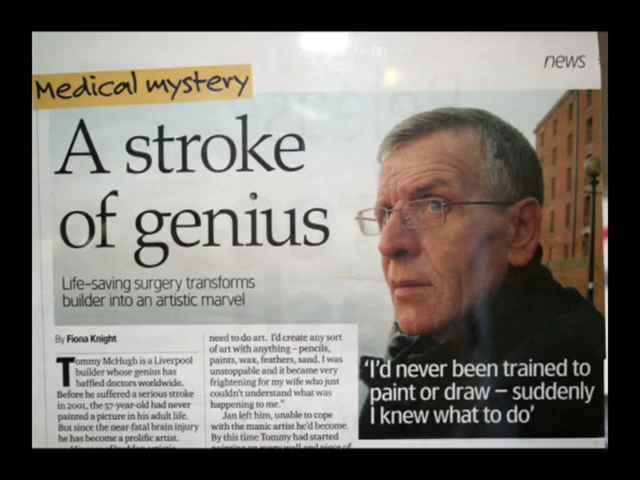 news
Medical mystery
A stroke
of genius
Life-saving surgery transforms
builder into an artistic marvel
By Fiona Knight
Tommy McHugh is a Liverpool
builder whose genius has
baffled doctors worldwide.
Before he suffered a serious stroke
in 2001, the 57-year-old had never
painted a picture in his adult life.
But since the near-fatal brain injury
he has become a prolific artist.
need to do art. I'd create any sort
of art with anything – pencils,
paints, wax, feathers, sand. I was
unstoppable and it became very
frightening for my wife who just
couldn't understand what was
happening to me."
Jan left him, unable to cope
with the manic artist he'd become.
By this time Tommy had started
'I'd never been trained to
paint or draw – suddenly
I knew what to do'